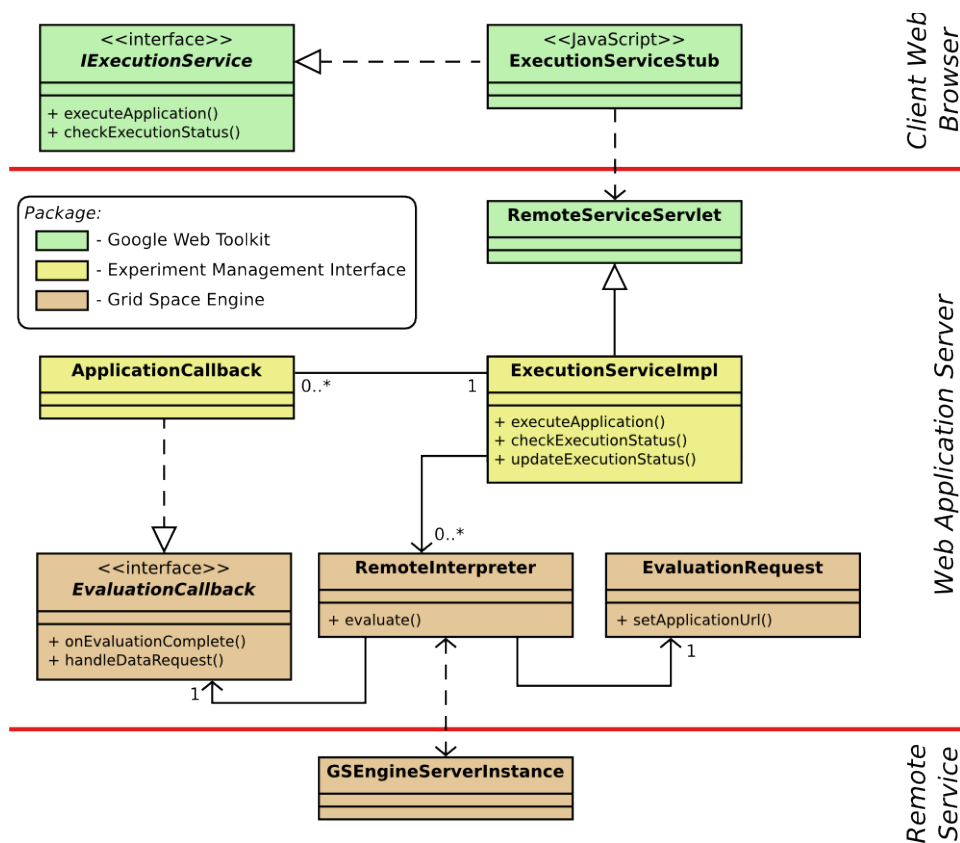 <<interface>>
IExecutionService
+ executeApplication()
+ checkExecutionStatus()
<<JavaScript>>
ExecutionServiceStub
Client Web
Browser
Package:
- Google Web Toolkit
- Experiment Management Interface
- Grid Space Engine
RemoteServiceServlet
ApplicationCallback
0..*
1
ExecutionServiceImpl
+ executeApplication()
+ checkExecutionStatus()
+ updateExecutionStatus()
Web Application Server
0..*
<<interface>>
EvaluationCallback
+ onEvaluationComplete()
+ handleDataRequest()
RemoteInterpreter
+ evaluate()
EvaluationRequest
+ setApplicationUrl()
1
1
GSEngineServerInstance
Remote
Service